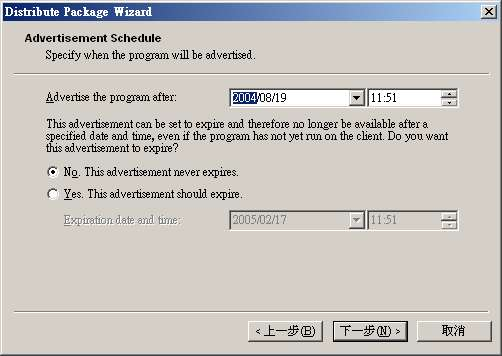 Distribute Package Wizard
Advertisement Schedule
Specify when the program will be advertised.
Advertise the program after: 2004/08/19 11:51
This advertisement can be set to expire and therefore no longer be available after a
specified date and time, even if the program has not yet run on the client. Do you want
this advertisement to expire?
No. This advertisement never expires.
Yes. This advertisement should expire.
Expiration date and time: 2005/02/17 11:51
< 上一步(B) 下一步(N) > 取消